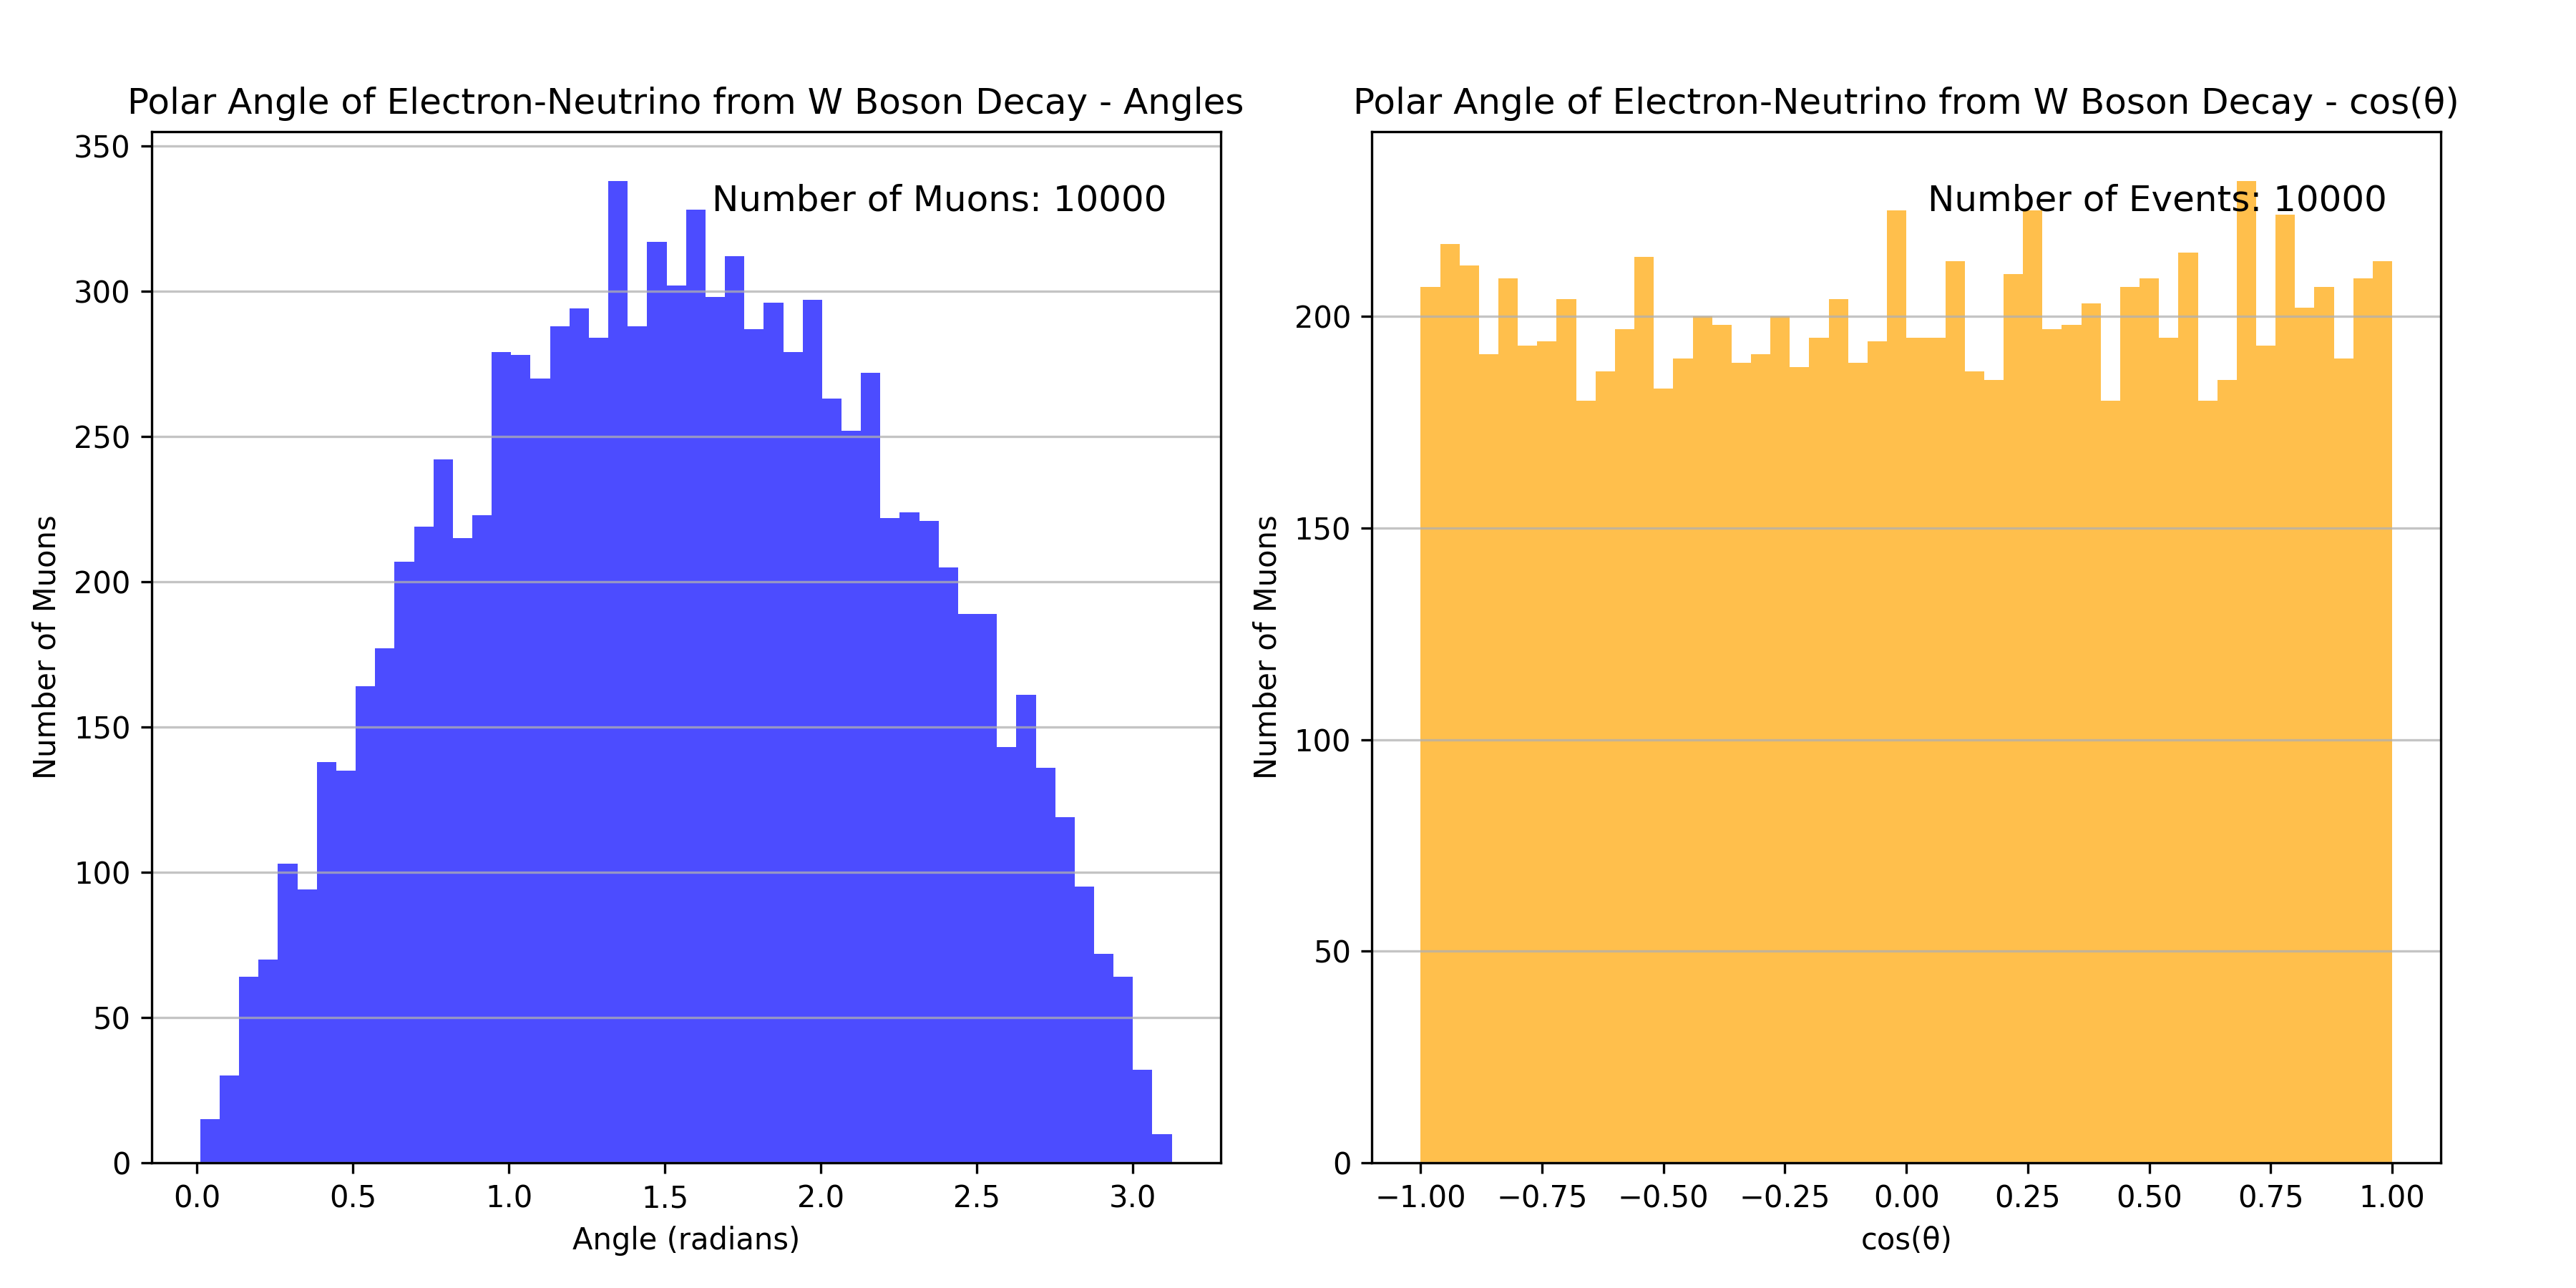 Polar Angle of Electron-Neutrino from W Boson Decay - Angles
Number of Muons: 10000
Number of Muons
350
300
250
200
150
100
50
0
0.0 0.5 1.0 1.5 2.0 2.5 3.0
Angle (radians)
Polar Angle of Electron-Neutrino from W Boson Decay - cos(θ)
Number of Events: 10000
Number of Muons
200
150
100
50
0
−1.00 −0.75 −0.50 −0.25 0.00 0.25 0.50 0.75 1.00
cos(θ)